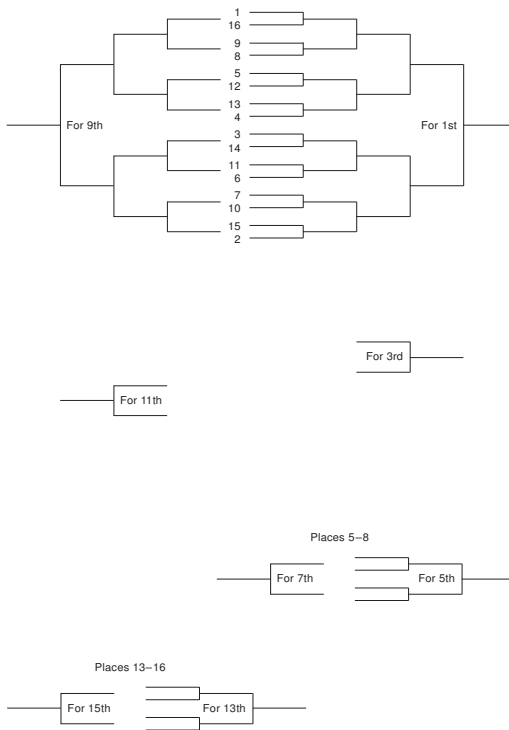 1
16
9
8
5
12
13
4
For 9th
For 1st
3
14
11
6
7
10
15
2
For 3rd
For 11th
Places 5–8
For 7th
For 5th
Places 13–16
For 15th
For 13th